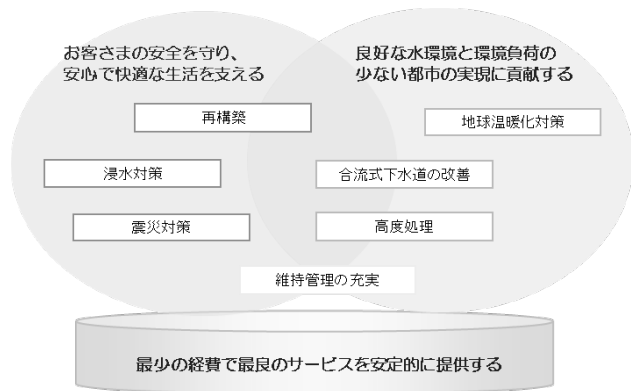 お客さまの安全を守り、
安心で快適な生活を支える
良好な水環境と環境負荷の
少ない都市の実現に貢献する
再構築
地球温暖化対策
浸水対策
合流式下水道の改善
震災対策
高度処理
維持管理の充実
最少の経費で最良のサービスを安定的に提供する